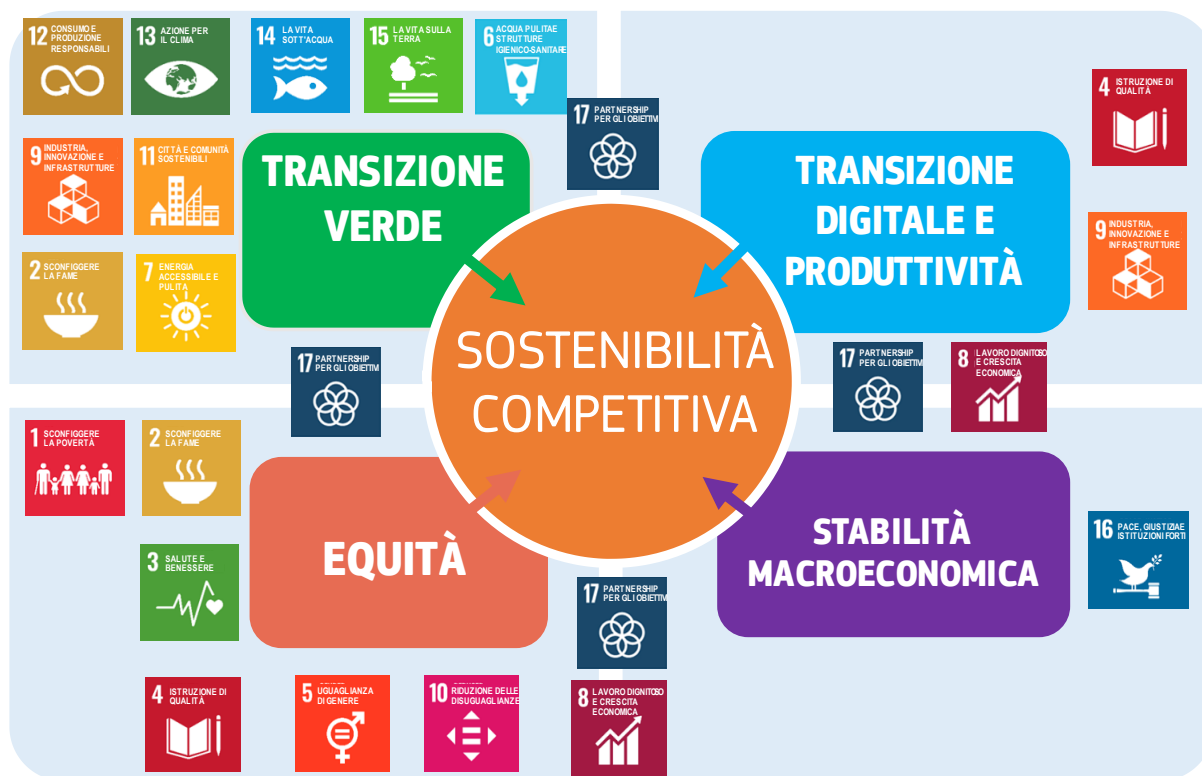 12 CONSUMO E
PRODUZIONE
RESPONSABILI
13 AZIONE PER
IL CLIMA
14 LA VITA
SOTT'ACQUA
15 LA VITA SULLA
TERRA
6 ACQUA PULITAE
STRUTTURE
IGIENICO-SANITARE
17 PARTNERSHIP
PER GLI OBIETTIVI
4 ISTRUZIONE DI
QUALITÀ
9 INDUSTRIA,
INNOVAZIONE E
INFRASTRUTTURE
11 CITTÀ E COMUNITÀ
SOSTENIBILI
TRANSIZIONE
VERDE
TRANSIZIONE
DIGITALE E
PRODUTTIVITÀ
9 INDUSTRIA,
INNOVAZIONE E
INFRASTRUTTURE
2 SCONFIGGERE
LA FAME
7 ENERGIA
ACCESSIBILE E
PULITA
SOSTENIBILITÀ
COMPETITIVA
17 PARTNERSHIP
PER GLI OBIETTIVI
17 PARTNERSHIP
PER GLI OBIETTIVI
8 LAVORO DIGNITOSO
E CRESCITA
ECONOMICA
1 SCONFIGGERE
LA POVERTÀ
2 SCONFIGGERE
LA FAME
EQUITÀ
STABILITÀ
MACROECONOMICA
16 PACE, GIUSTIZIAE
ISTITUZIONI FORTI
3 SALUTE E
BENESSERE
17 PARTNERSHIP
PER GLI OBIETTIVI
4 ISTRUZIONE DI
QUALITÀ
5 UGUAGLIANZA
DI GENERE
10 RIDUZIONE DELLE
DISUGUAGLIANZE
8 LAVORO DIGNITOSO
E CRESCITA
ECONOMICA